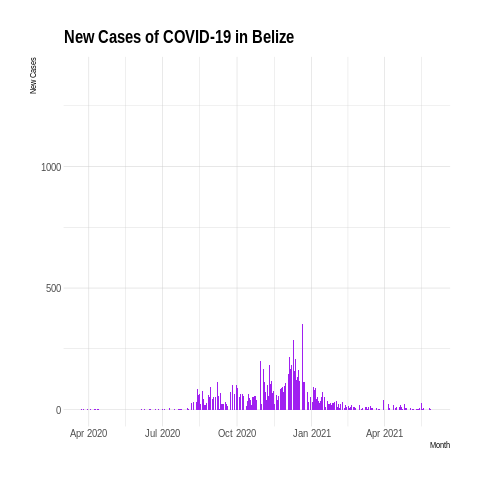 New Cases of COVID-19 in Belize
New Cases
1000
500
0
Apr 2020 Jul 2020 Oct 2020 Jan 2021 Apr 2021
Month